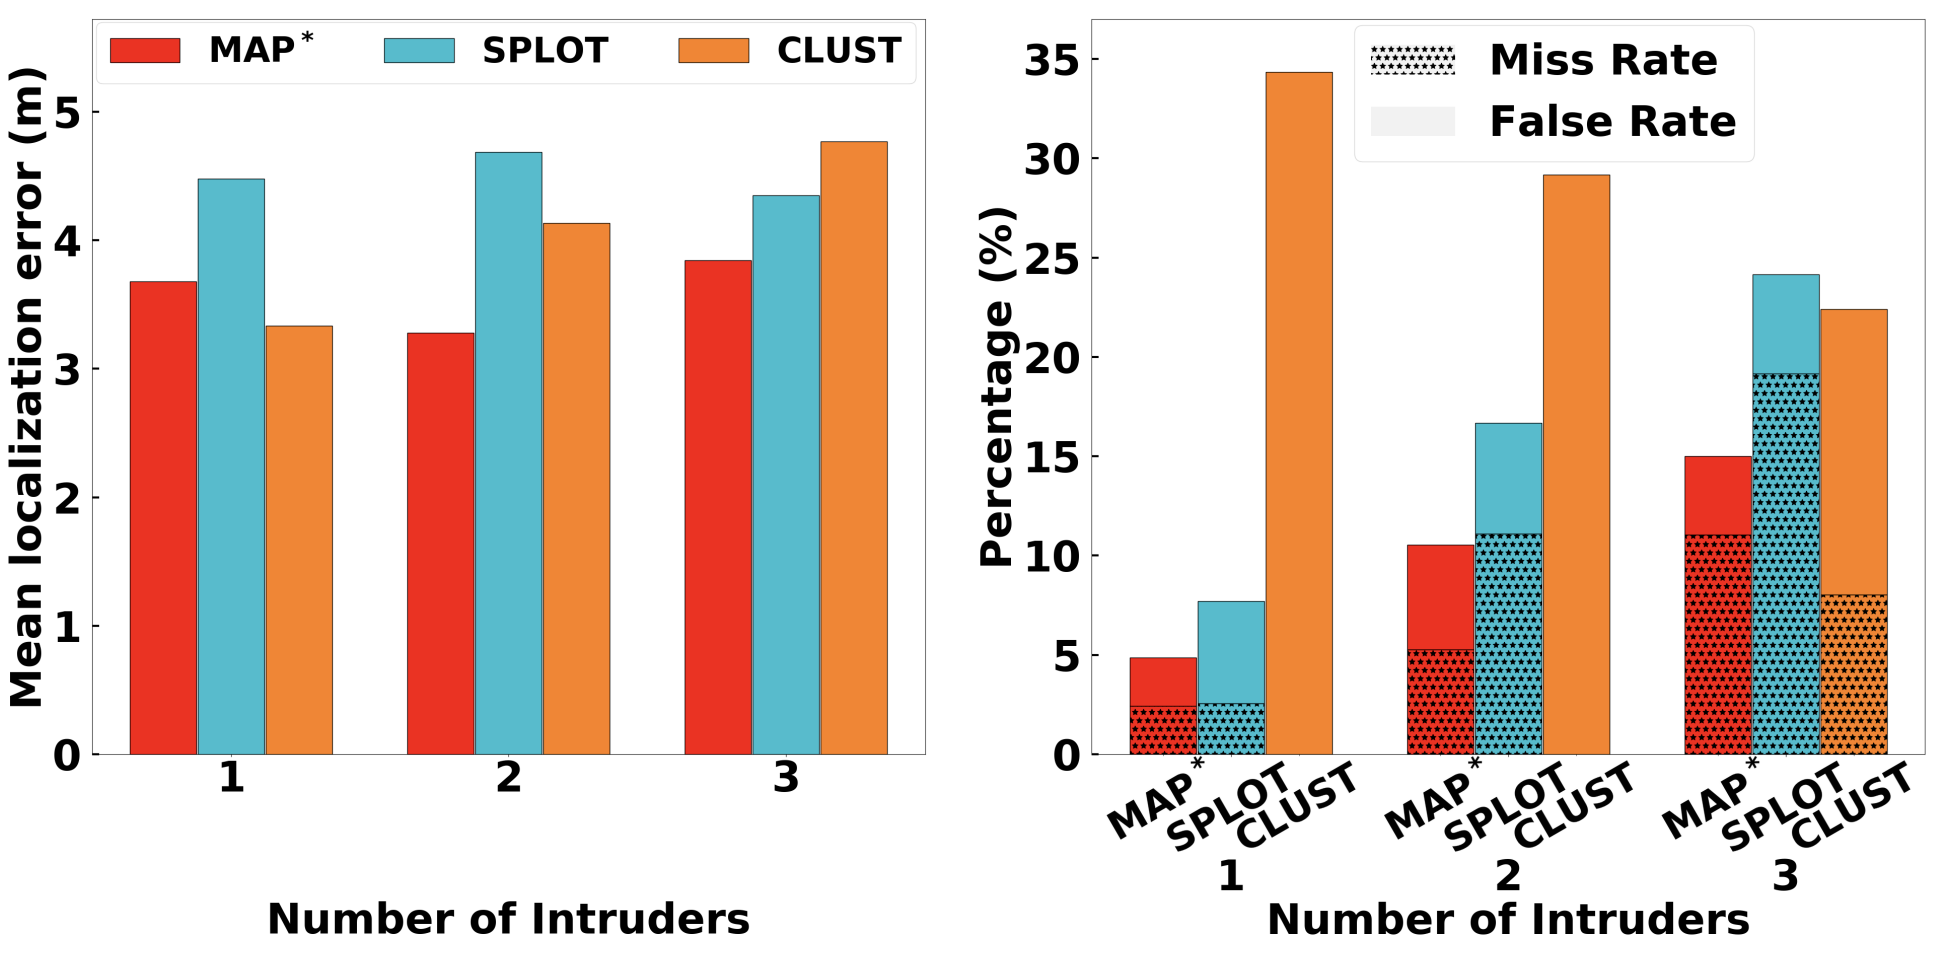 MAP* SPLOT CLUST
Mean localization error (m)
5
4
3
2
1
0
1 2 3
Number of Intruders
Miss Rate
False Rate
Percentage (%)
35
30
25
20
15
10
5
0
MAP* SPLOT CLUST MAP* SPLOT CLUST MAP* SPLOT CLUST
1 2 3
Number of Intruders